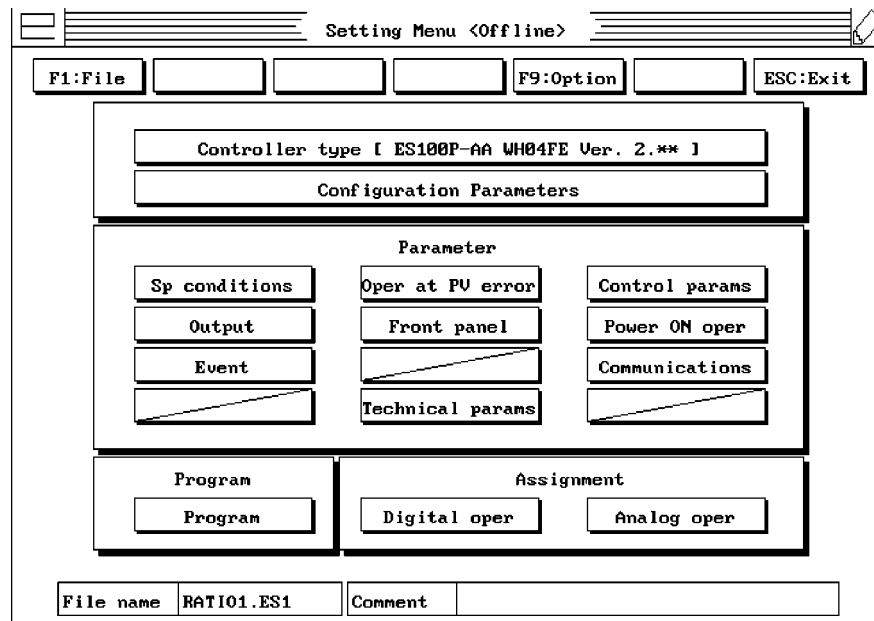 Setting Menu <Offline>
F1:File F9:Option ESC:Exit
Controller type [ ES100P-AA WH04FE Ver. 2.** ]
Configuration Parameters
Parameter
Sp conditions Oper at PV error Control params
Output Front panel Power ON oper
Event Communications
Technical params
Program Assignment
Program Digital oper Analog oper
File name RATIO1.ES1 Comment